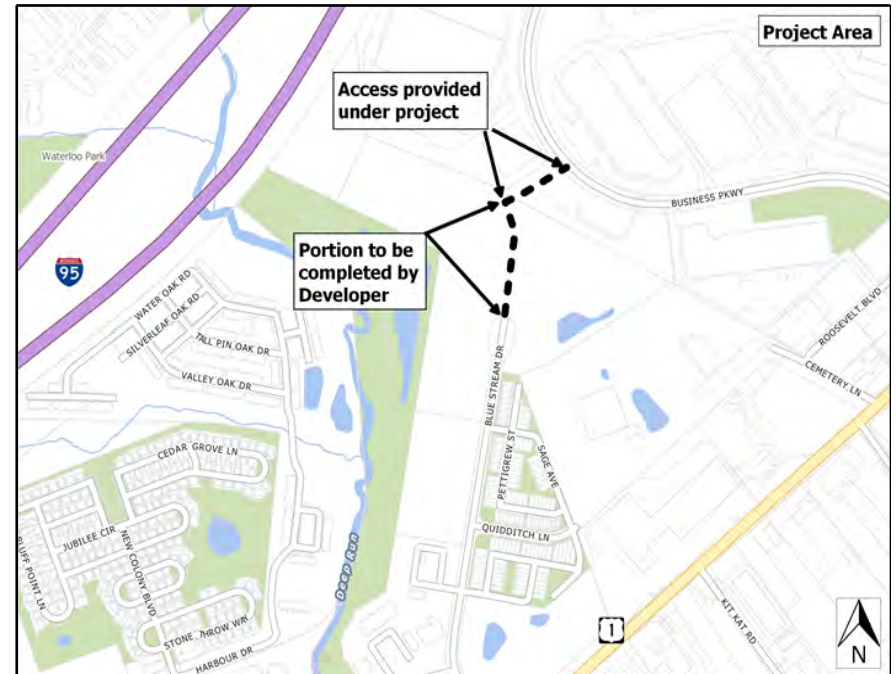 Project Area
Access provided
under project
Waterloo Park
BUSINESS PKWY
Portion to be
completed by
Developer
95
WATER OAK RD
SILVERLEAF OAK RD
TALL PIN OAK DR
VALLEY OAK DR
ROOSEVELT BLVD
CEMETERY LN
BLUE STREAM DR
PETTIGREW ST
SAGE AVE
CEDAR GROVE LN
JUBILEE CIR
NEW COLONY BLVD
BLUFF POINT LN
QUIDDITCH LN
Deep Run
STONE THROW WAY
HARBOUR DR
1
KIT KAT RD
N